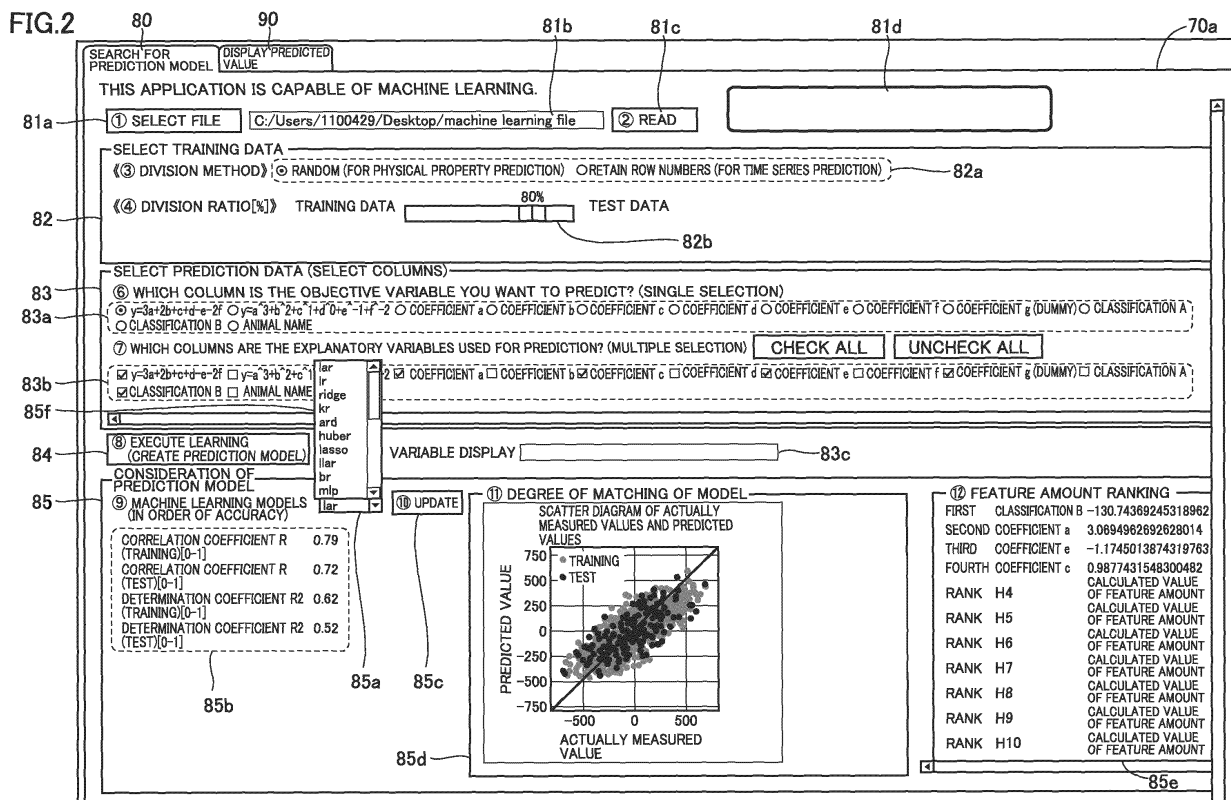 FIG.2
80
90
81b
81c
81d
70a
SEARCH FOR
PREDICTION MODEL
DISPLAY PREDICTED
VALUE
THIS APPLICATION IS CAPABLE OF MACHINE LEARNING.
81a
① SELECT FILE
C:/Users/1100429/Desktop/machine learning file
② READ
SELECT TRAINING DATA
《③ DIVISION METHOD》
RANDOM (FOR PHYSICAL PROPERTY PREDICTION)
RETAIN ROW NUMBERS (FOR TIME SERIES PREDICTION)
82a
82
《④ DIVISION RATIO[%]》
TRAINING DATA
80%
TEST DATA
82b
SELECT PREDICTION DATA (SELECT COLUMNS)
83
⑥ WHICH COLUMN IS THE OBJECTIVE VARIABLE YOU WANT TO PREDICT? (SINGLE SELECTION)
83a
y=3a+2b+c+d-e-2f y=a^3+b^2+c^1+d^0+e^-1+f^-2 COEFFICIENT a COEFFICIENT b COEFFICIENT c COEFFICIENT d COEFFICIENT e COEFFICIENT f COEFFICIENT g (DUMMY) CLASSIFICATION A
CLASSIFICATION B ANIMAL NAME
⑦ WHICH COLUMNS ARE THE EXPLANATORY VARIABLES USED FOR PREDICTION? (MULTIPLE SELECTION)
CHECK ALL
UNCHECK ALL
83b
y=3a+2b+c+d-e-2f y=a^3+b^2+c^1 -2 COEFFICIENT a COEFFICIENT b COEFFICIENT c COEFFICIENT d COEFFICIENT e COEFFICIENT f COEFFICIENT g (DUMMY) CLASSIFICATION A
CLASSIFICATION B ANIMAL NAME
85f
lar
lr
ridge
kr
ard
huber
lasso
llar
br
mlp
84
⑧ EXECUTE LEARNING
(CREATE PREDICTION MODEL)
VARIABLE DISPLAY
83c
CONSIDERATION OF
PREDICTION MODEL
85
⑨ MACHINE LEARNING MODELS
(IN ORDER OF ACCURACY)
llar
⑩ UPDATE
CORRELATION COEFFICIENT R 0.79
(TRAINING)[0-1]
CORRELATION COEFFICIENT R 0.72
(TEST)[0-1]
DETERMINATION COEFFICIENT R2 0.62
(TRAINING)[0-1]
DETERMINATION COEFFICIENT R2 0.52
(TEST)[0-1]
85b
85a
85c
⑪ DEGREE OF MATCHING OF MODEL
SCATTER DIAGRAM OF ACTUALLY
MEASURED VALUES AND PREDICTED
VALUES
TRAINING
TEST
PREDICTED VALUE
750
500
250
0
-250
-500
-750
-500 0 500
ACTUALLY MEASURED
VALUE
85d
⑫ FEATURE AMOUNT RANKING
FIRST CLASSIFICATION B -130.74369245318962
SECOND COEFFICIENT a 3.0694962692628014
THIRD COEFFICIENT e -1.1745013874319763
FOURTH COEFFICIENT c 0.9877431548300482
RANK H4 CALCULATED VALUE
OF FEATURE AMOUNT
RANK H5 CALCULATED VALUE
OF FEATURE AMOUNT
RANK H6 CALCULATED VALUE
OF FEATURE AMOUNT
RANK H7 CALCULATED VALUE
OF FEATURE AMOUNT
RANK H8 CALCULATED VALUE
OF FEATURE AMOUNT
RANK H9 CALCULATED VALUE
OF FEATURE AMOUNT
RANK H10 CALCULATED VALUE
OF FEATURE AMOUNT
85e